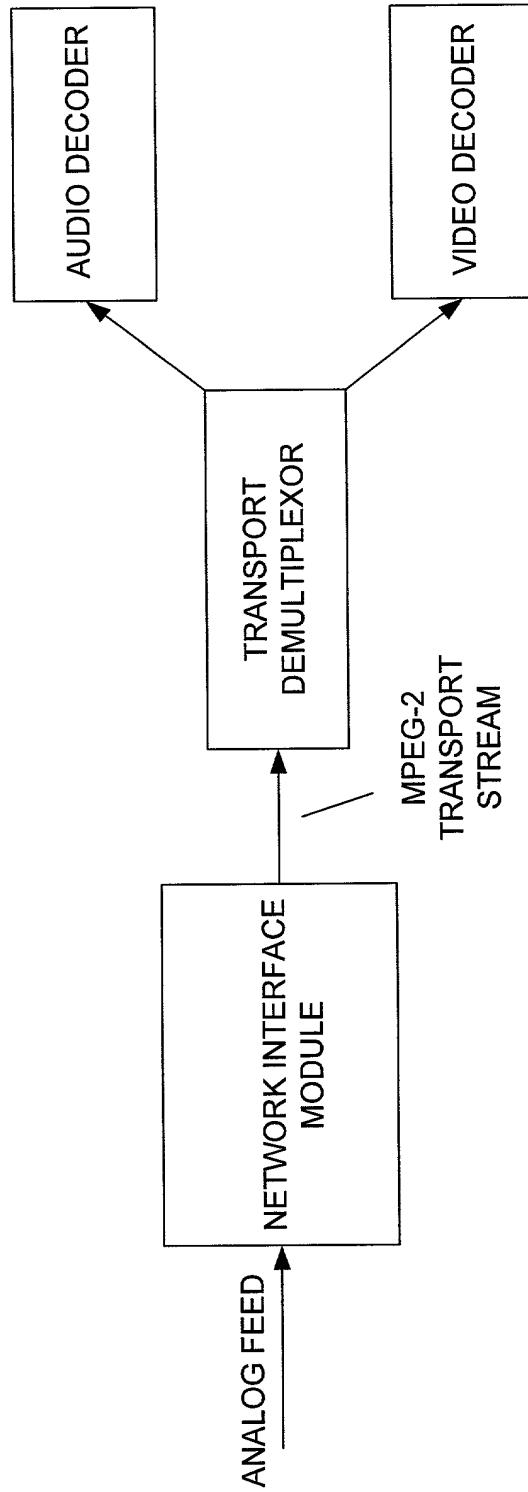 ANALOG FEED
NETWORK INTERFACE
MODULE
MPEG-2
TRANSPORT
STREAM
TRANSPORT
DEMULTIPLEXOR
AUDIO DECODER
VIDEO DECODER